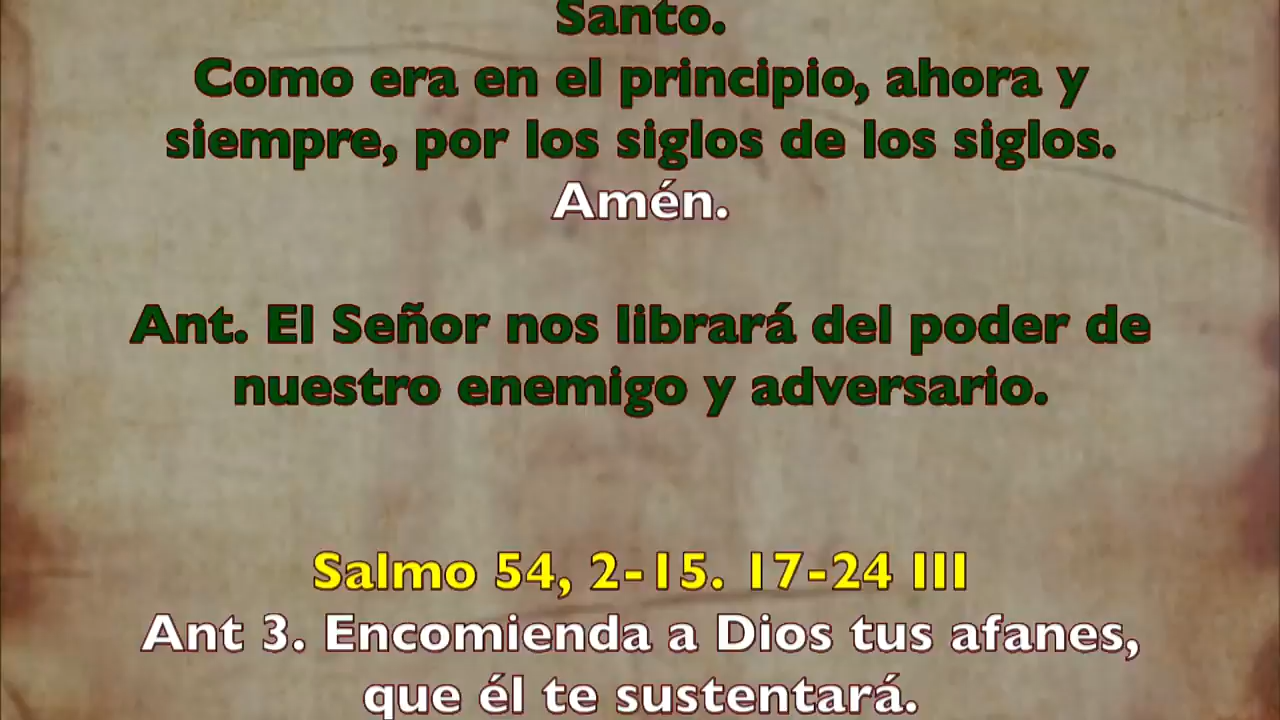 Santo.
Como era en el principio, ahora y
siempre, por los siglos de los siglos.
Amén.
Ant. El Señor nos librará del poder de
nuestro enemigo y adversario.
Salmo 54, 2-15. 17-24 III
Ant 3. Encomienda a Dios tus afanes,
que él te sustentará.